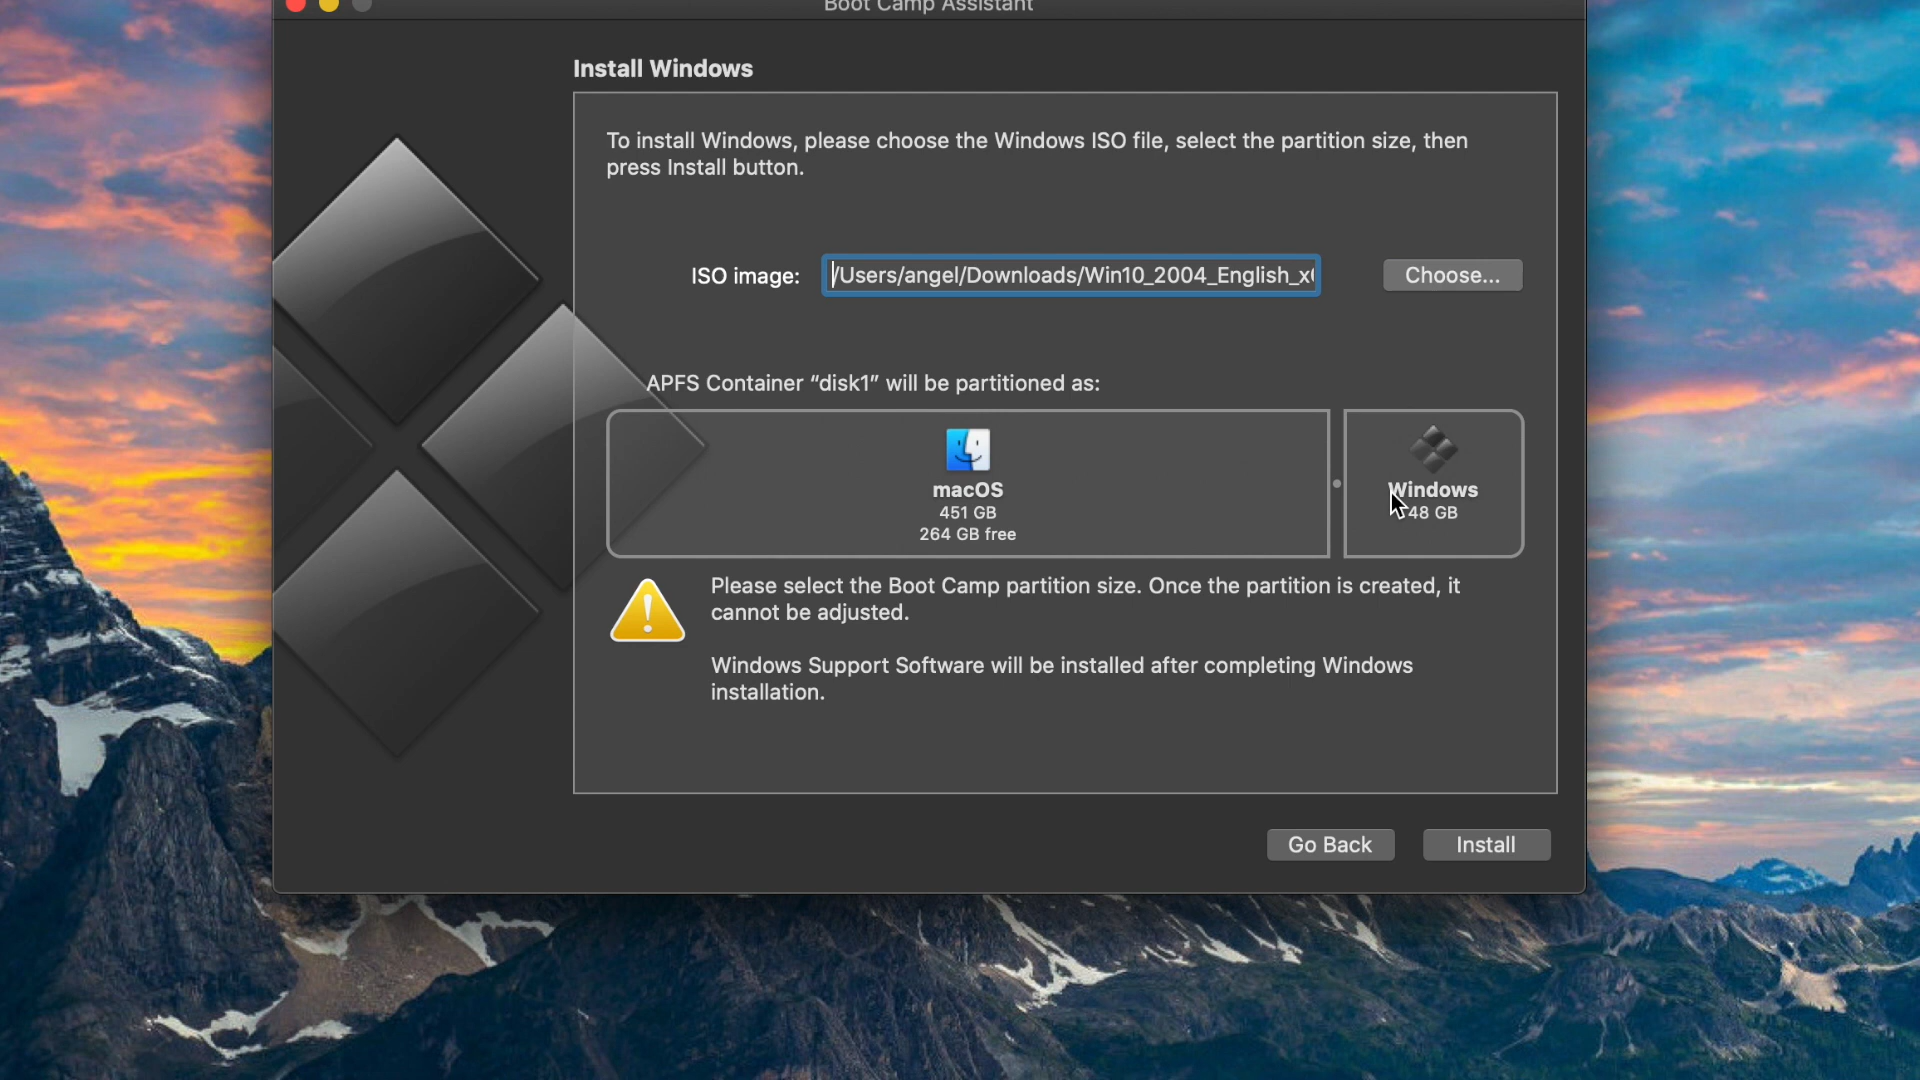 Boot Camp Assistant
Install Windows
To install Windows, please choose the Windows ISO file, select the partition size, then
press Install button.
ISO image: /Users/angel/Downloads/Win10_2004_English_x Choose...
APFS Container “disk1” will be partitioned as:
macOS
451 GB
264 GB free
Windows
48 GB
Please select the Boot Camp partition size. Once the partition is created, it
cannot be adjusted.
Windows Support Software will be installed after completing Windows
installation.
Go Back Install